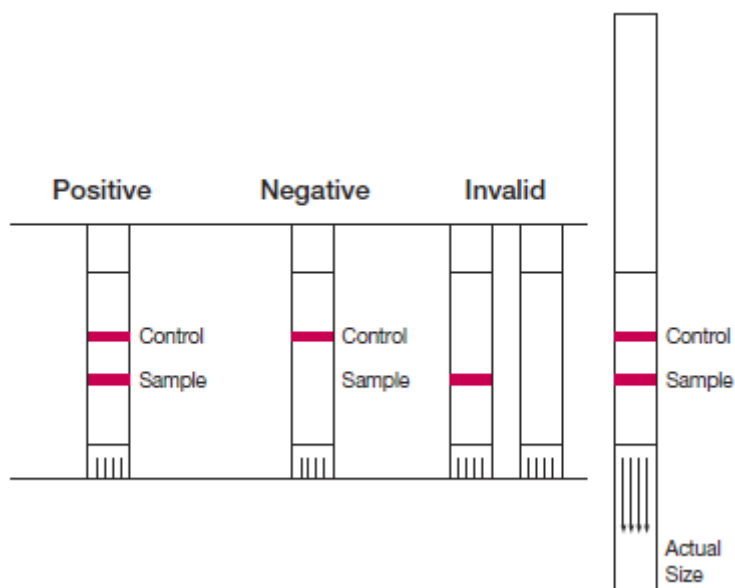 Positive
Negative
Invalid
Control
Control
Control
Sample
Sample
Sample
Actual
Size